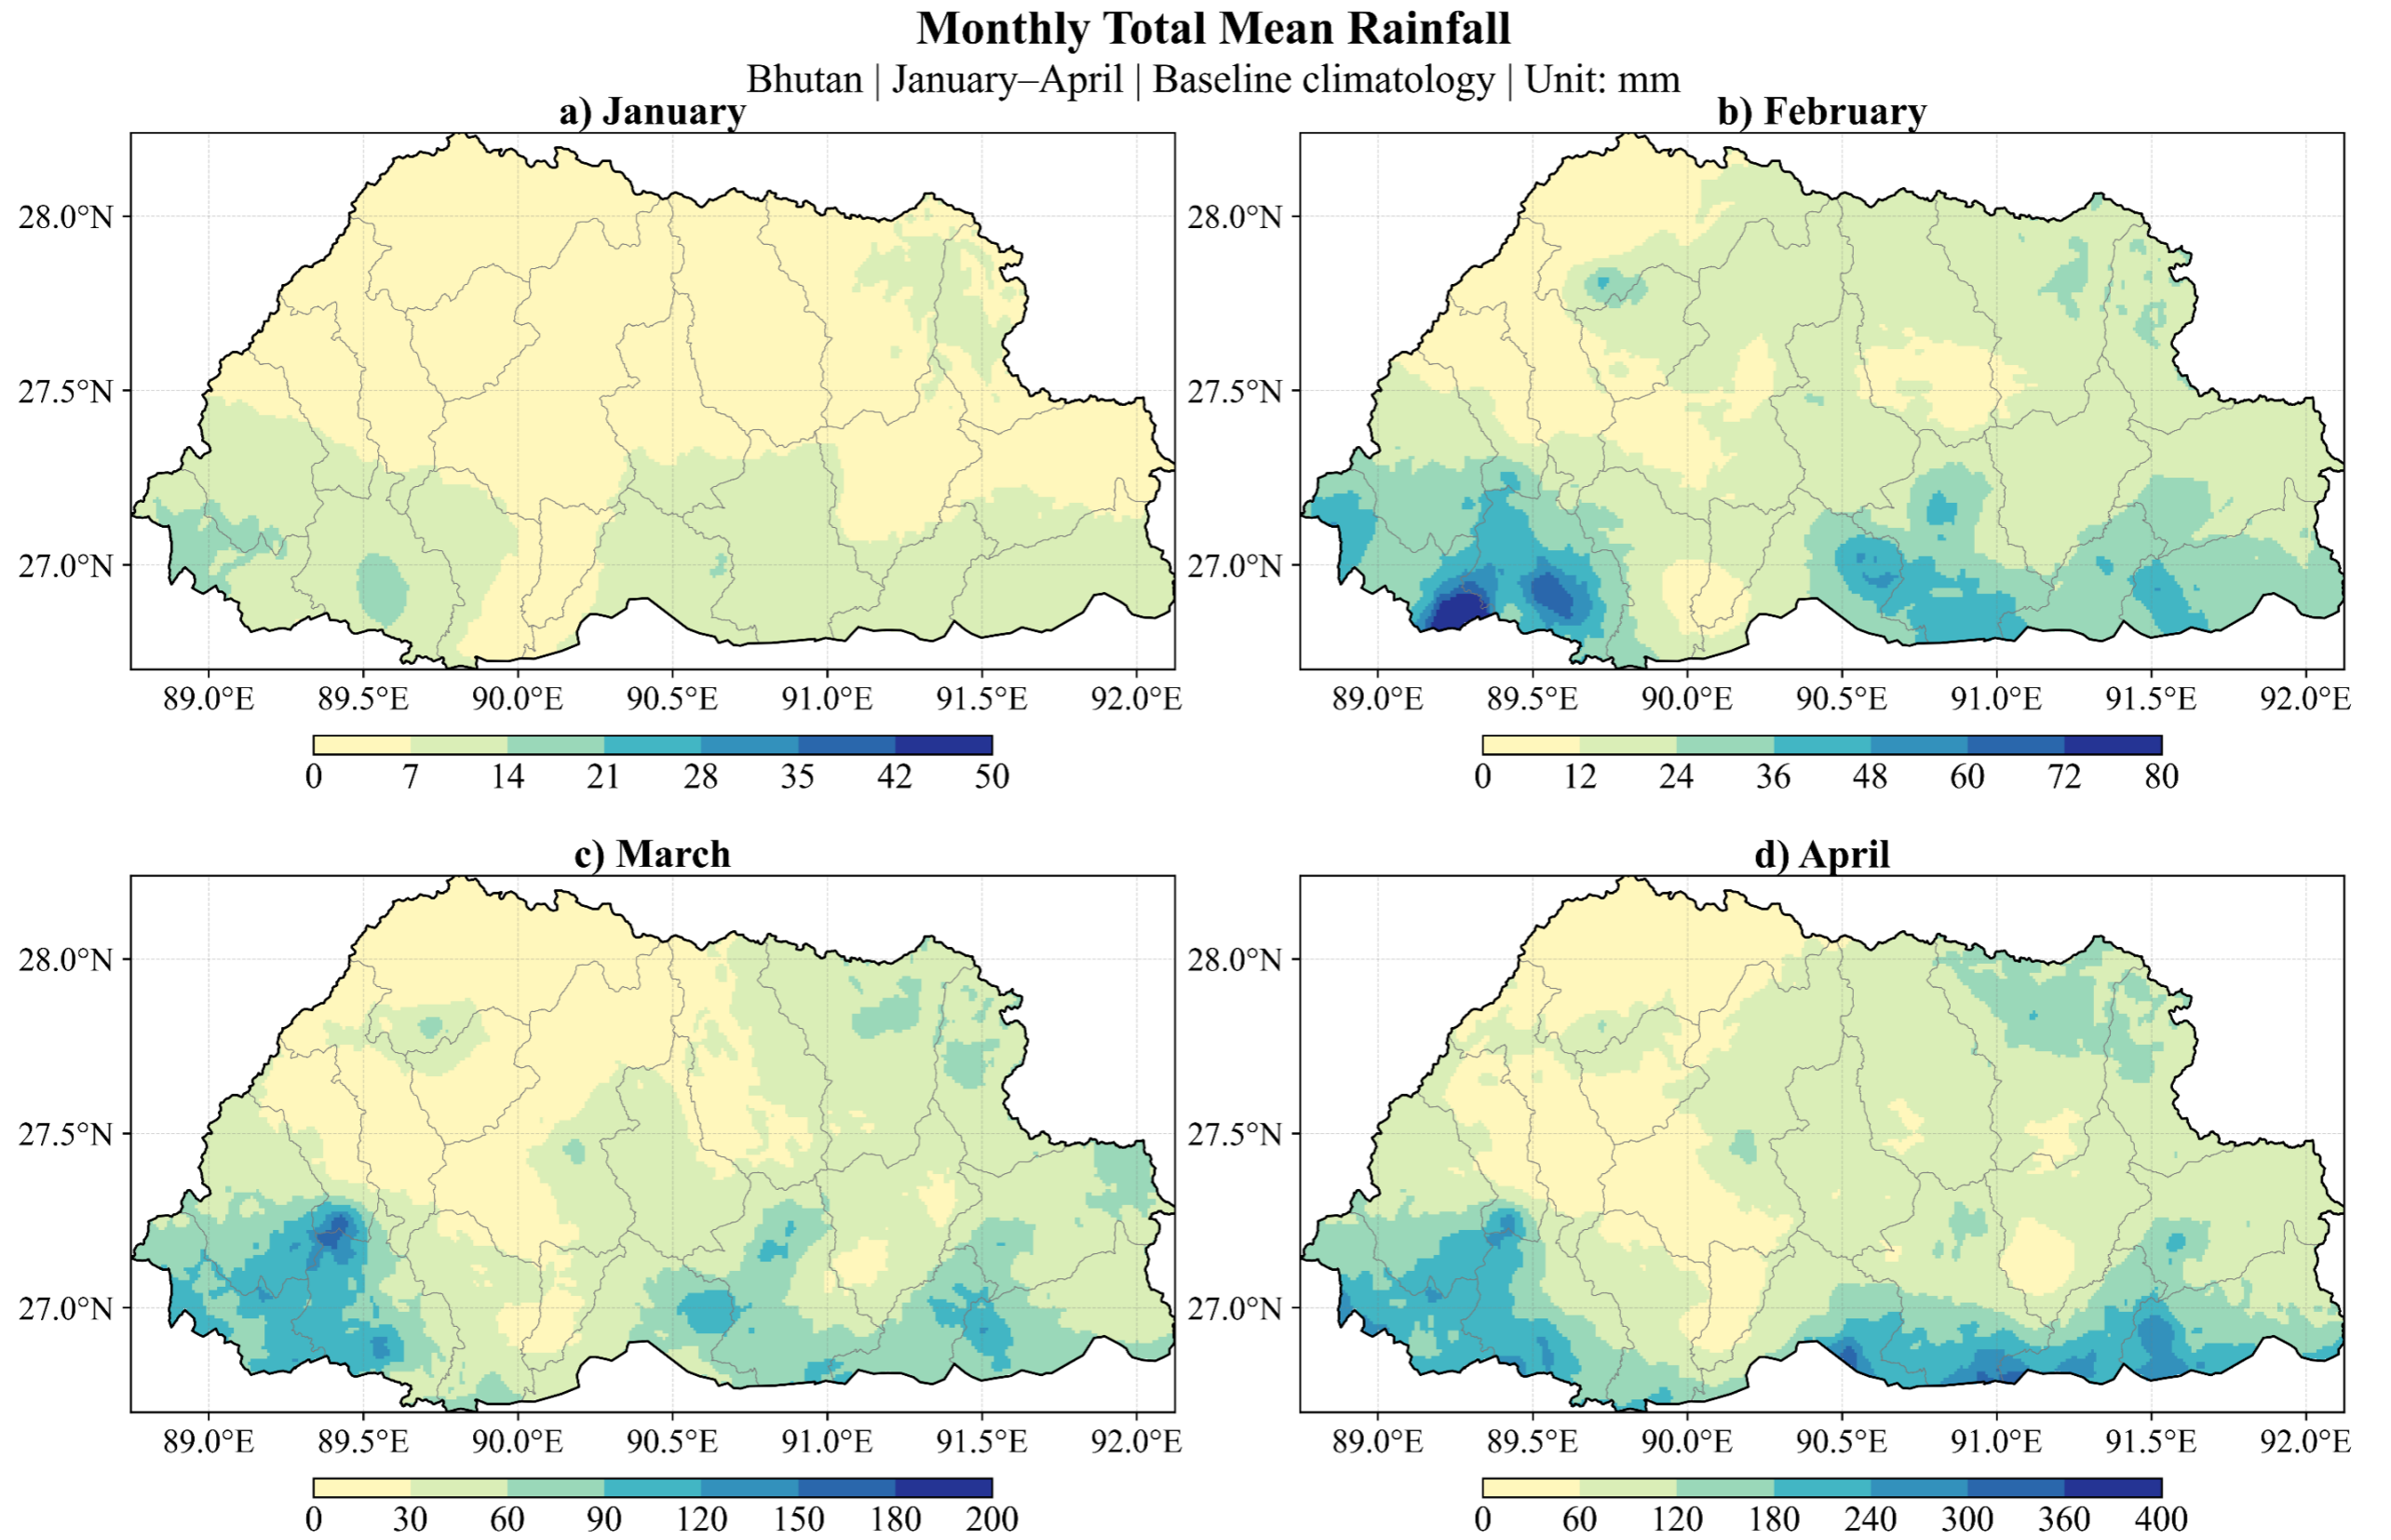 Monthly Total Mean Rainfall
Bhutan | January–April | Baseline climatology | Unit: mm
a) January
b) February
28.0°N
27.5°N
27.0°N
89.0°E 89.5°E 90.0°E 90.5°E 91.0°E 91.5°E 92.0°E
0 7 14 21 28 35 42 50
28.0°N
27.5°N
27.0°N
89.0°E 89.5°E 90.0°E 90.5°E 91.0°E 91.5°E 92.0°E
0 12 24 36 48 60 72 80
c) March
d) April
28.0°N
27.5°N
27.0°N
89.0°E 89.5°E 90.0°E 90.5°E 91.0°E 91.5°E 92.0°E
0 30 60 90 120 150 180 200
28.0°N
27.5°N
27.0°N
89.0°E 89.5°E 90.0°E 90.5°E 91.0°E 91.5°E 92.0°E
0 60 120 180 240 300 360 400